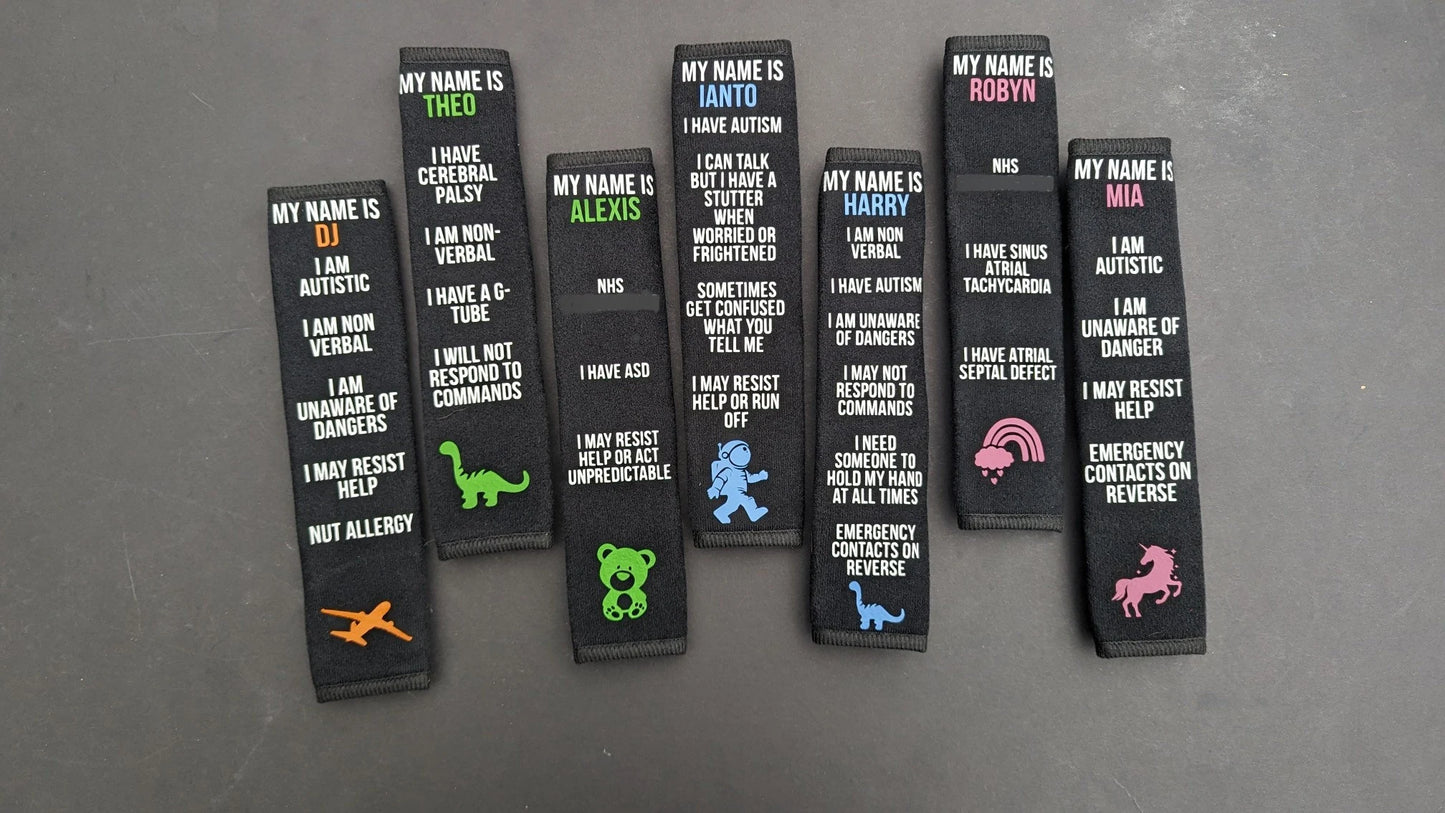 MY NAME IS
DJ
I AM
AUTISTIC
I AM NON
VERBAL
I AM
UNAWARE OF
DANGERS
I MAY RESIST
HELP
NUT ALLERGY
MY NAME IS
THEO
I HAVE
CEREBRAL
PALSY
I AM NON-
VERBAL
I HAVE A G-
TUBE
I WILL NOT
RESPOND TO
COMMANDS
MY NAME IS
ALEXIS
NHS
I HAVE ASD
I MAY RESIST
HELP OR ACT
UNPREDICTABLE
MY NAME IS
IANTO
I HAVE AUTISM
I CAN TALK
BUT I HAVE A
STUTTER
WHEN
WORRIED OR
FRIGHTENED
SOMETIMES
GET CONFUSED
WHAT YOU
TELL ME
I MAY RESIST
HELP OR RUN
OFF
MY NAME IS
HARRY
I AM NON
VERBAL
I HAVE AUTISM
I AM UNAWARE
OF DANGERS
I MAY NOT
RESPOND TO
COMMANDS
I NEED
SOMEONE TO
HOLD MY HAND
AT ALL TIMES
EMERGENCY
CONTACTS ON
REVERSE
MY NAME IS
ROBYN
NHS
I HAVE SINUS
ATRIAL
TACHYCARDIA
I HAVE ATRIAL
SEPTAL DEFECT
MY NAME IS
MIA
I AM
AUTISTIC
I AM
UNAWARE OF
DANGER
I MAY RESIST
HELP
EMERGENCY
CONTACTS ON
REVERSE